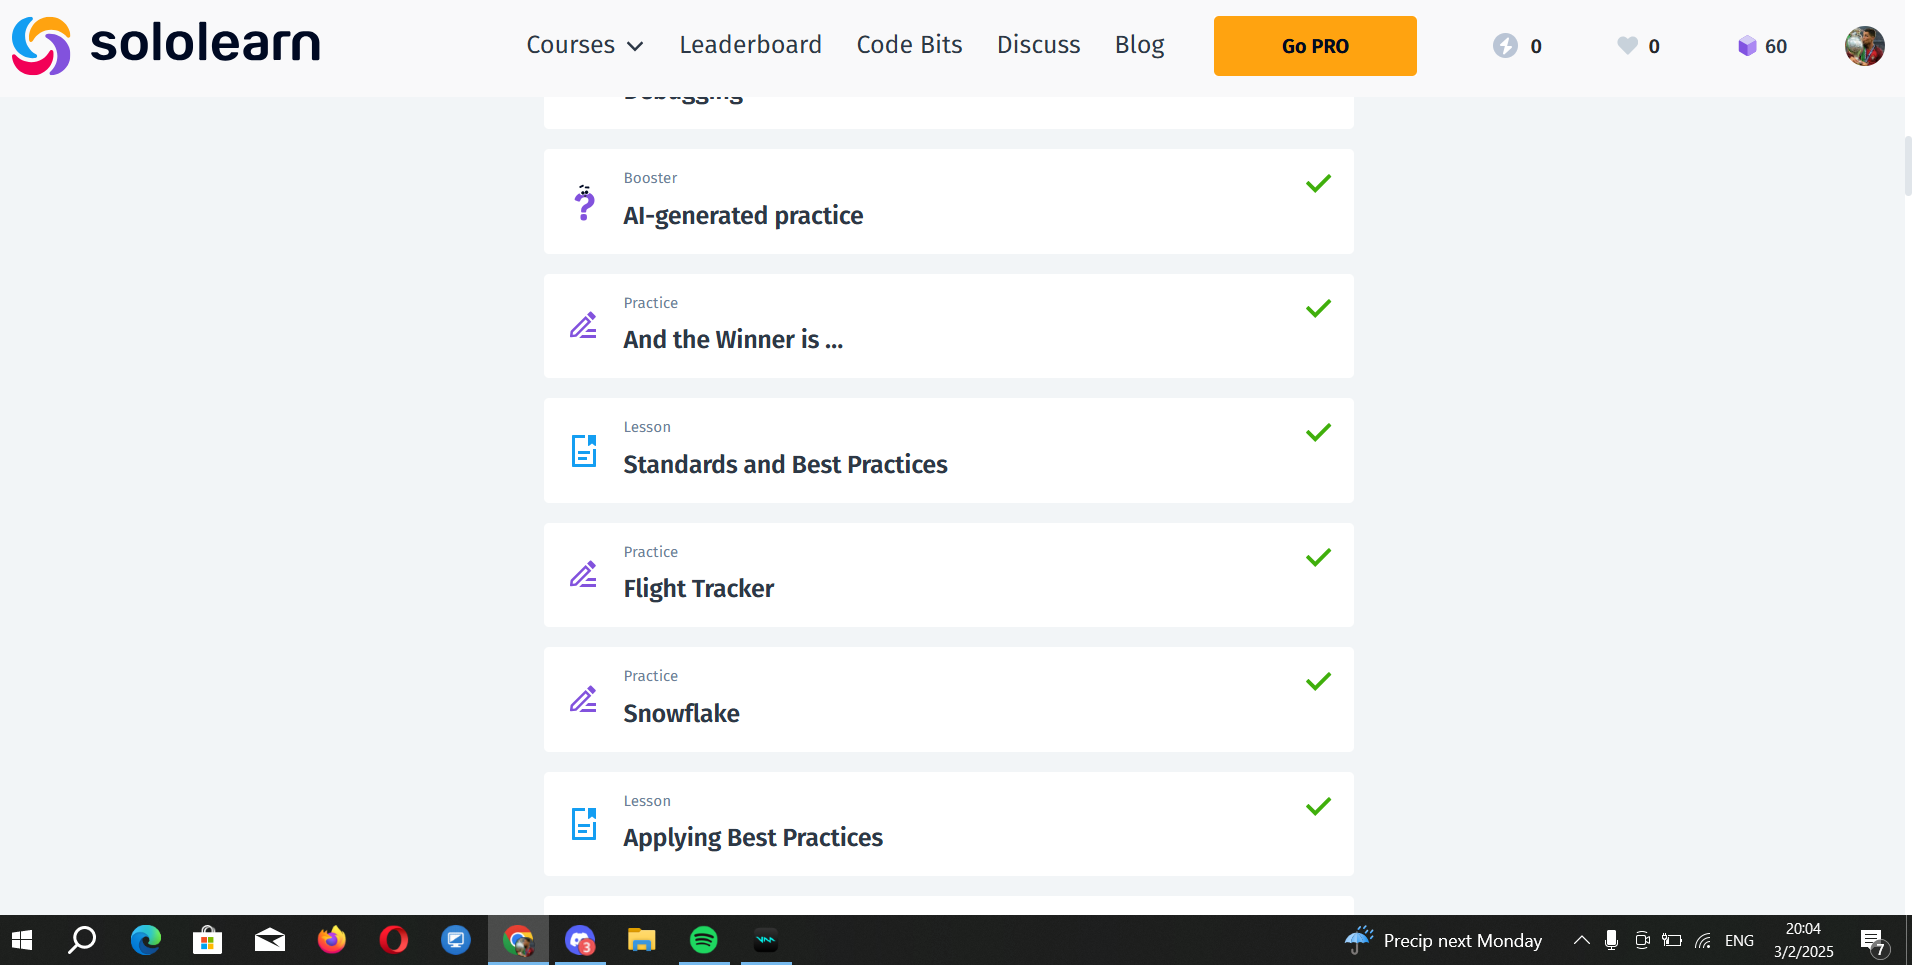 sololearn
Courses
Leaderboard
Code Bits
Discuss
Blog
Go PRO
0
0
60
Debugging
Booster
AI-generated practice
Practice
And the Winner is ...
Lesson
Standards and Best Practices
Practice
Flight Tracker
Practice
Snowflake
Lesson
Applying Best Practices
3
Precip next Monday
ENG
20:04
3/2/2025
7